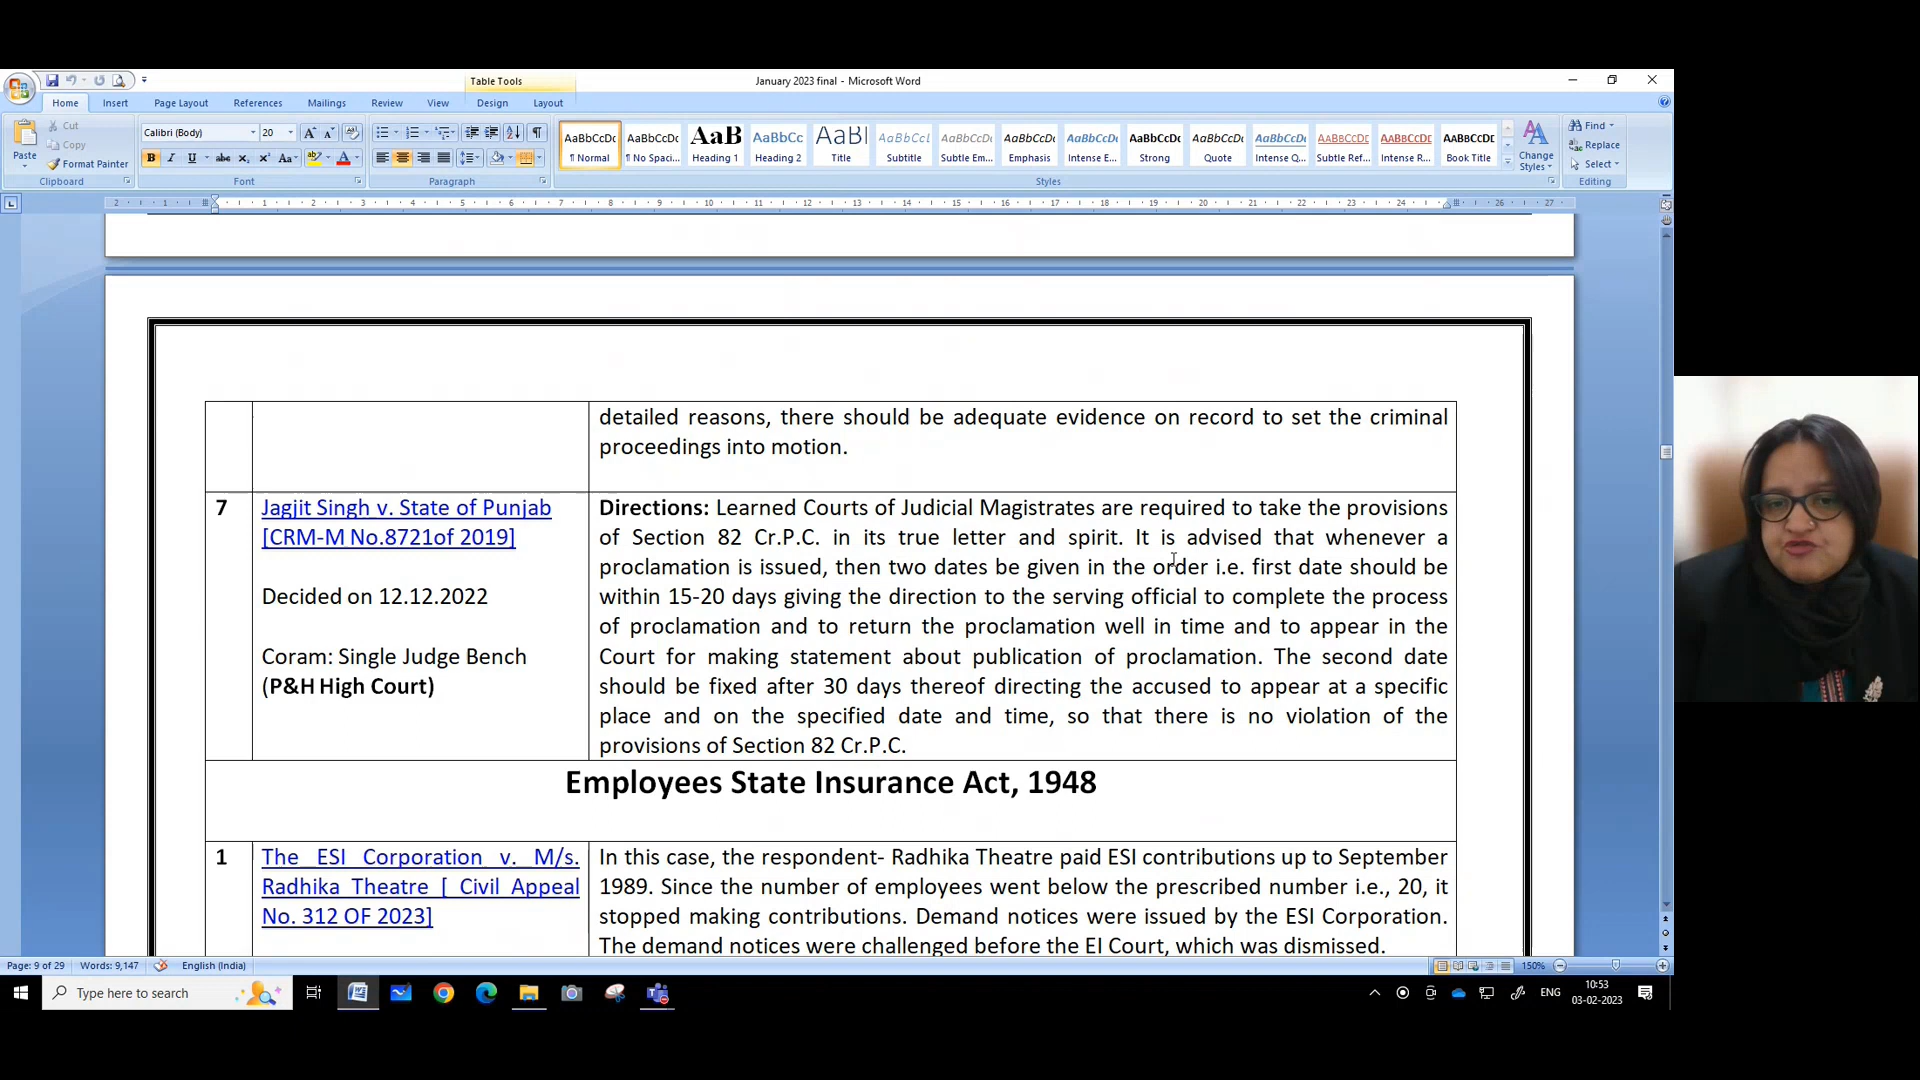 January 2023 final - Microsoft Word
Table Tools
Home Insert Page Layout References Mailings Review View Design Layout
Paste
Cut
Copy
Format Painter
Clipboard
Calibri (Body) 20
Font
Paragraph
AaBbCcDc ¶ Normal
AaBbCcDc ¶ No Spaci...
AaB Heading 1
AaBbCc Heading 2
AaBl Title
AaBbCcl Subtitle
AaBbCcDc Subtle Em...
AaBbCcDc Emphasis
AaBbCcDc Intense E...
AaBbCcDc Strong
AaBbCcDc Quote
AaBbCcDc Intense Q...
AaBbCcDc Subtle Ref...
AaBbCcDc Intense R...
AaBbCcDc Book Title
Change Styles
Styles
Find
Replace
Select
Editing
detailed reasons, there should be adequate evidence on record to set the criminal
proceedings into motion.
7
Jagjit Singh v. State of Punjab
[CRM-M No.8721of 2019]
Decided on 12.12.2022
Coram: Single Judge Bench
(P&H High Court)
Directions: Learned Courts of Judicial Magistrates are required to take the provisions
of Section 82 Cr.P.C. in its true letter and spirit. It is advised that whenever a
proclamation is issued, then two dates be given in the order i.e. first date should be
within 15-20 days giving the direction to the serving official to complete the process
of proclamation and to return the proclamation well in time and to appear in the
Court for making statement about publication of proclamation. The second date
should be fixed after 30 days thereof directing the accused to appear at a specific
place and on the specified date and time, so that there is no violation of the
provisions of Section 82 Cr.P.C.
Employees State Insurance Act, 1948
1
The ESI Corporation v. M/s.
Radhika Theatre [ Civil Appeal
No. 312 OF 2023]
In this case, the respondent- Radhika Theatre paid ESI contributions up to September
1989. Since the number of employees went below the prescribed number i.e., 20, it
stopped making contributions. Demand notices were issued by the ESI Corporation.
The demand notices were challenged before the EI Court, which was dismissed.
Page: 9 of 29 Words: 9,147 English (India) 150%
Type here to search
ENG
10:53
03-02-2023